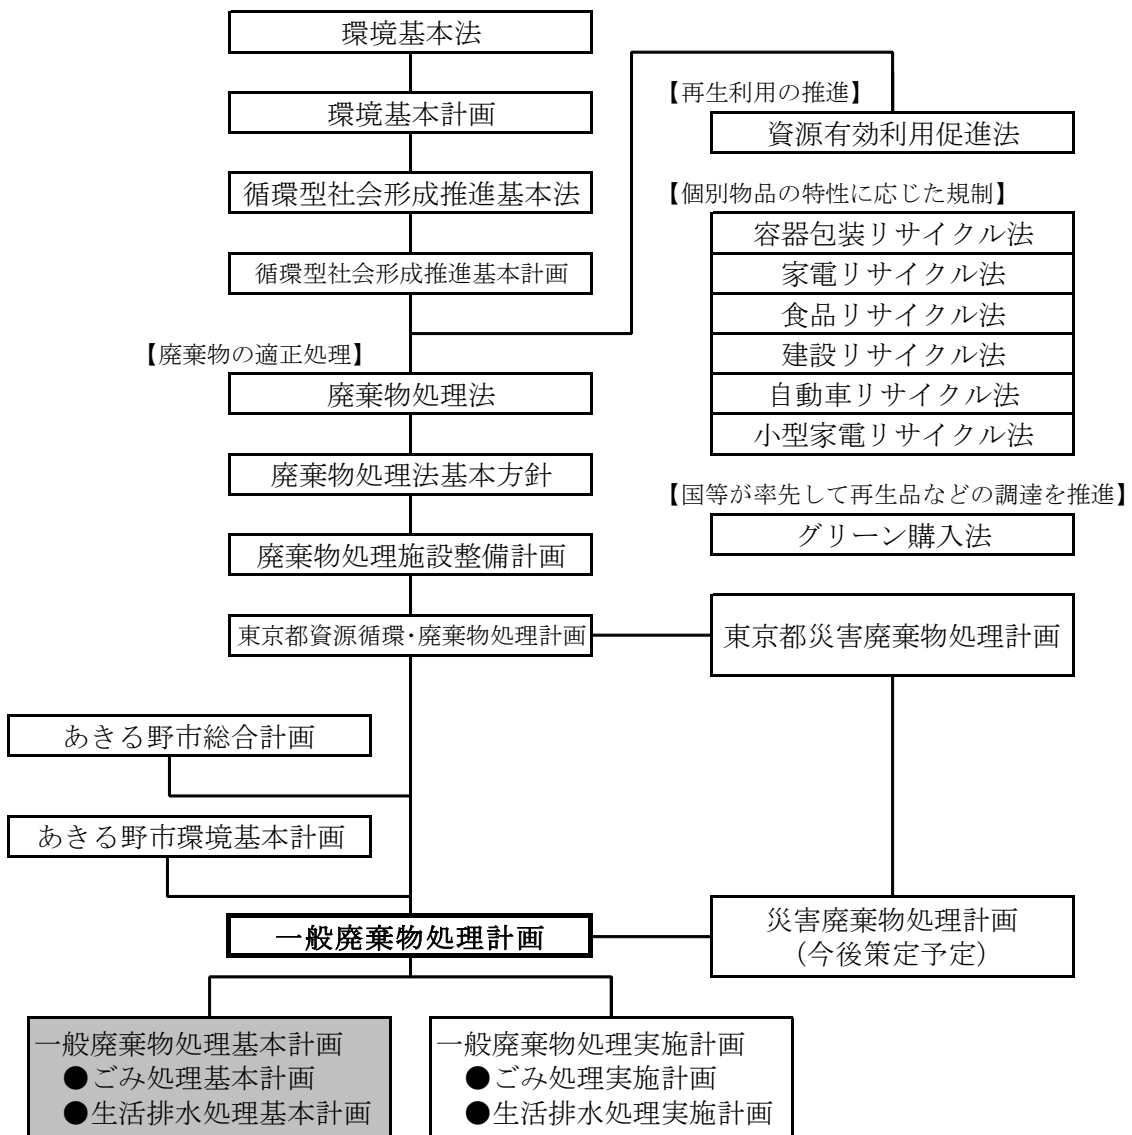 環境基本法
環境基本計画
循環型社会形成推進基本法
循環型社会形成推進基本計画
【再生利用の推進】
資源有効利用促進法
【個別物品の特性に応じた規制】
容器包装リサイクル法
家電リサイクル法
食品リサイクル法
建設リサイクル法
自動車リサイクル法
小型家電リサイクル法
【国等が率先して再生品などの調達を推進】
グリーン購入法
【廃棄物の適正処理】
廃棄物処理法
廃棄物処理法基本方針
廃棄物処理施設整備計画
東京都資源循環・廃棄物処理計画
東京都災害廃棄物処理計画
あきる野市総合計画
あきる野市環境基本計画
一般廃棄物処理計画
災害廃棄物処理計画
（今後策定予定）
一般廃棄物処理基本計画
●ごみ処理基本計画
●生活排水処理基本計画
一般廃棄物処理実施計画
●ごみ処理実施計画
●生活排水処理実施計画